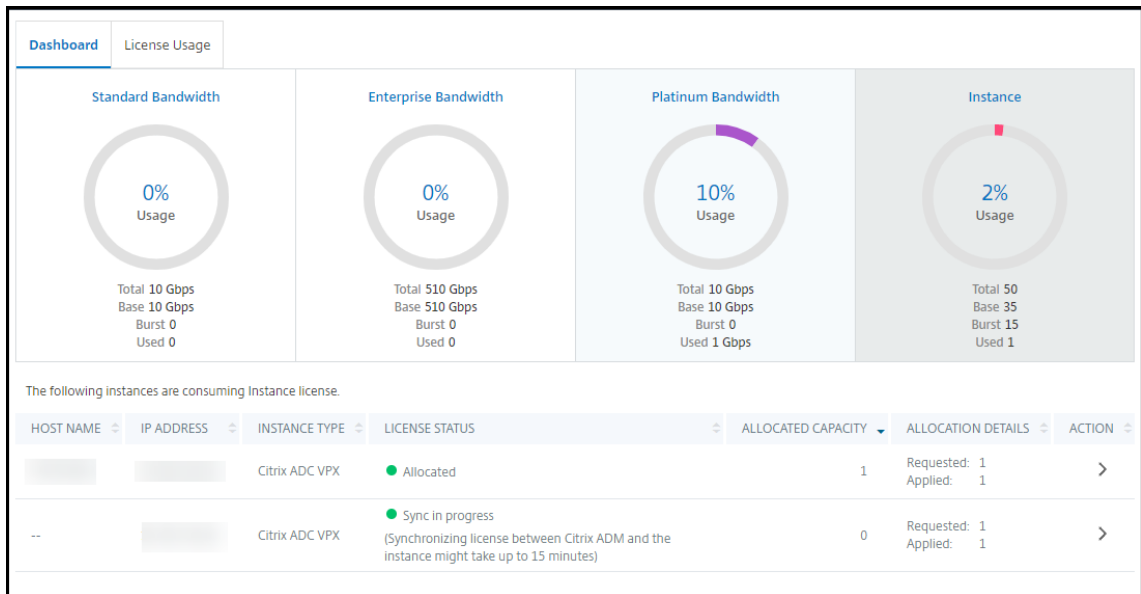 Dashboard
License Usage
Standard Bandwidth
0%
Usage
Total 10 Gbps
Base 10 Gbps
Burst 0
Used 0
Enterprise Bandwidth
0%
Usage
Total 510 Gbps
Base 510 Gbps
Burst 0
Used 0
Platinum Bandwidth
10%
Usage
Total 10 Gbps
Base 10 Gbps
Burst 0
Used 1 Gbps
Instance
2%
Usage
Total 50
Base 35
Burst 15
Used 1
The following instances are consuming Instance license.
HOST NAME IP ADDRESS INSTANCE TYPE LICENSE STATUS ALLOCATED CAPACITY ALLOCATION DETAILS ACTION
Citrix ADC VPX Allocated 1 Requested: 1
Applied: 1
-- Citrix ADC VPX Sync in progress 0 Requested: 1
(Synchronizing license between Citrix ADM and the Applied: 1
instance might take up to 15 minutes)